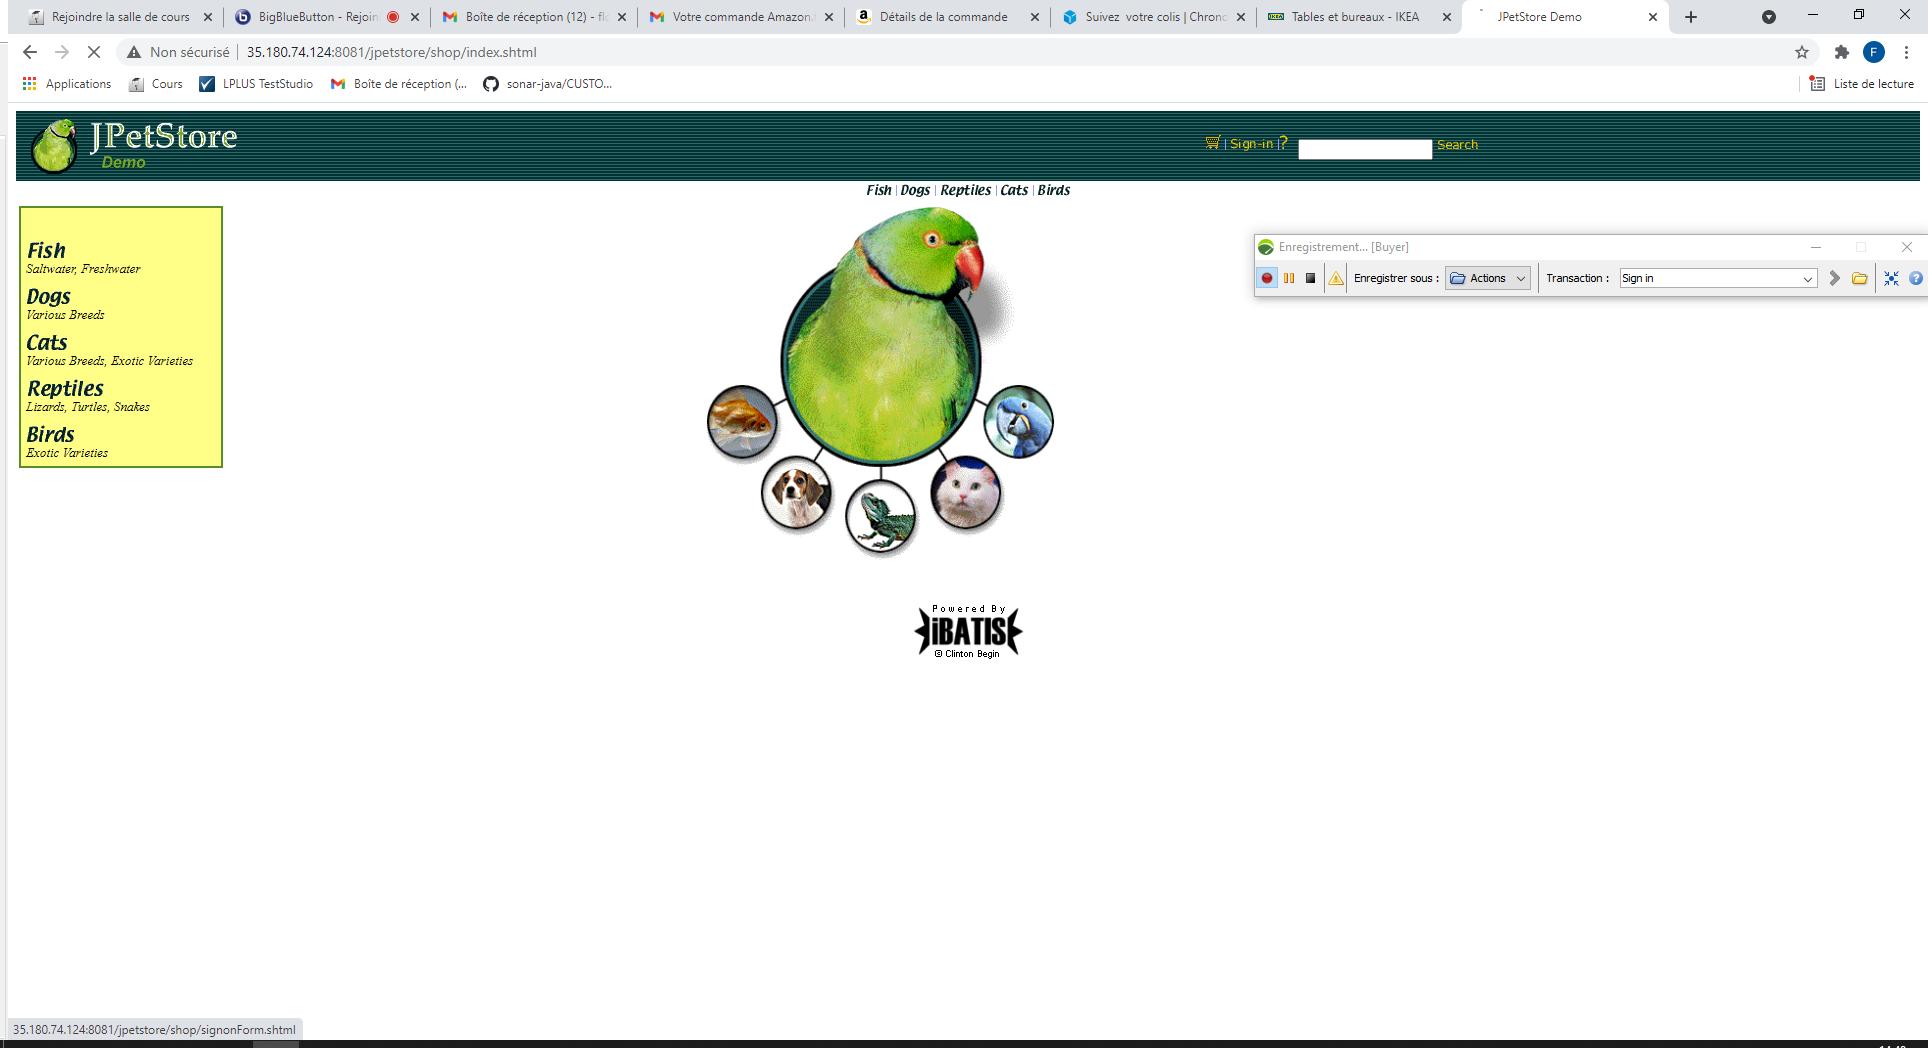 Rejoindre la salle de cours
BigBlueButton - Rejoin
Boîte de réception (12) - flo
Votre commande Amazon.
Détails de la commande
Suivez votre colis | Chrono
Tables et bureaux - IKEA
JPetStore Demo
Non sécurisé 35.180.74.124:8081/jpetstore/shop/index.shtml
F
Applications
Cours
LPLUS TestStudio
Boîte de réception (...
sonar-java/CUSTO...
Liste de lecture
JPetStore
Demo
| Sign-in |?
Search
Fish | Dogs | Reptiles | Cats | Birds
Fish
Saltwater, Freshwater
Dogs
Various Breeds
Cats
Various Breeds, Exotic Varieties
Reptiles
Lizards, Turtles, Snakes
Birds
Exotic Varieties
Enregistrement... [Buyer]
Enregistrer sous : Actions Transaction : Sign in
Powered By
iBATIS
© Clinton Begin
35.180.74.124:8081/jpetstore/shop/signonForm.shtml